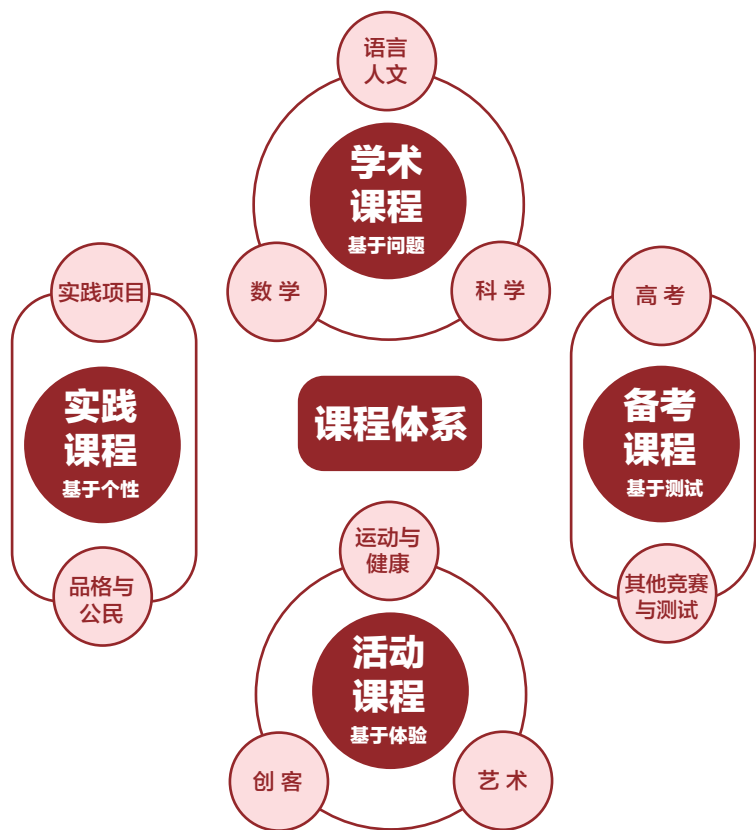 语言
人文
学术
课程
基于问题
数学
科学
实践项目
实践
课程
基于个性
品格与
公民
课程体系
高考
备考
课程
基于测试
其他竞赛
与测试
运动与
健康
活动
课程
基于体验
创客
艺术